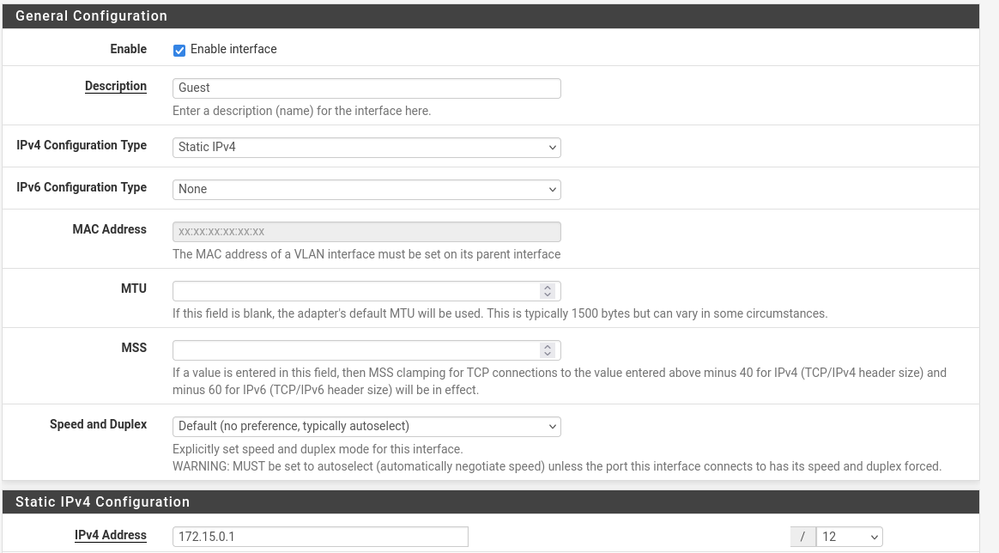 General Configuration
Enable Enable interface
Description Guest
Enter a description (name) for the interface here.
IPv4 Configuration Type Static IPv4
IPv6 Configuration Type None
MAC Address xx:xx:xx:xx:xx:xx
The MAC address of a VLAN interface must be set on its parent interface
MTU
If this field is blank, the adapter's default MTU will be used. This is typically 1500 bytes but can vary in some circumstances.
MSS
If a value is entered in this field, then MSS clamping for TCP connections to the value entered above minus 40 for IPv4 (TCP/IPv4 header size) and
minus 60 for IPv6 (TCP/IPv6 header size) will be in effect.
Speed and Duplex Default (no preference, typically autoselect)
Explicitly set speed and duplex mode for this interface.
WARNING: MUST be set to autoselect (automatically negotiate speed) unless the port this interface connects to has its speed and duplex forced.
Static IPv4 Configuration
IPv4 Address 172.15.0.1 / 12